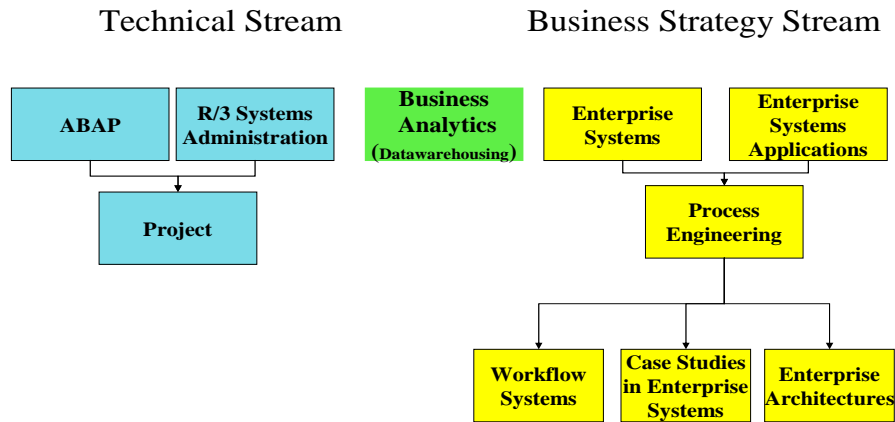 Technical Stream
Business Strategy Stream
ABAP
R/3 Systems
Administration
Business
Analytics
(Datawarehousing)
Enterprise
Systems
Enterprise
Systems
Applications
Project
Process
Engineering
Workflow
Systems
Case Studies
in Enterprise
Systems
Enterprise
Architectures